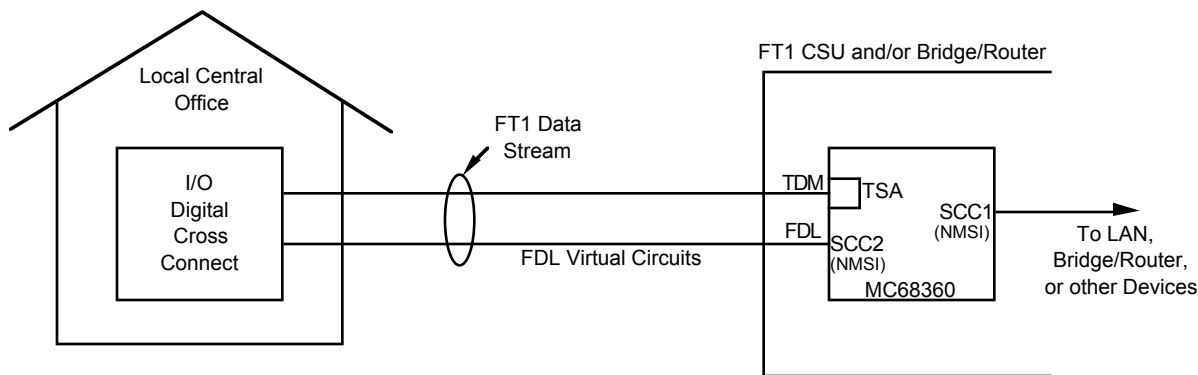 FT1 CSU and/or Bridge/Router
Local Central
Office
FT1 Data
Stream
I/O
Digital
Cross
Connect
TDM
TSA
FDL
SCC1
(NMSI)
SCC2
(NMSI)
FDL Virtual Circuits
MC68360
To LAN,
Bridge/Router,
or other Devices